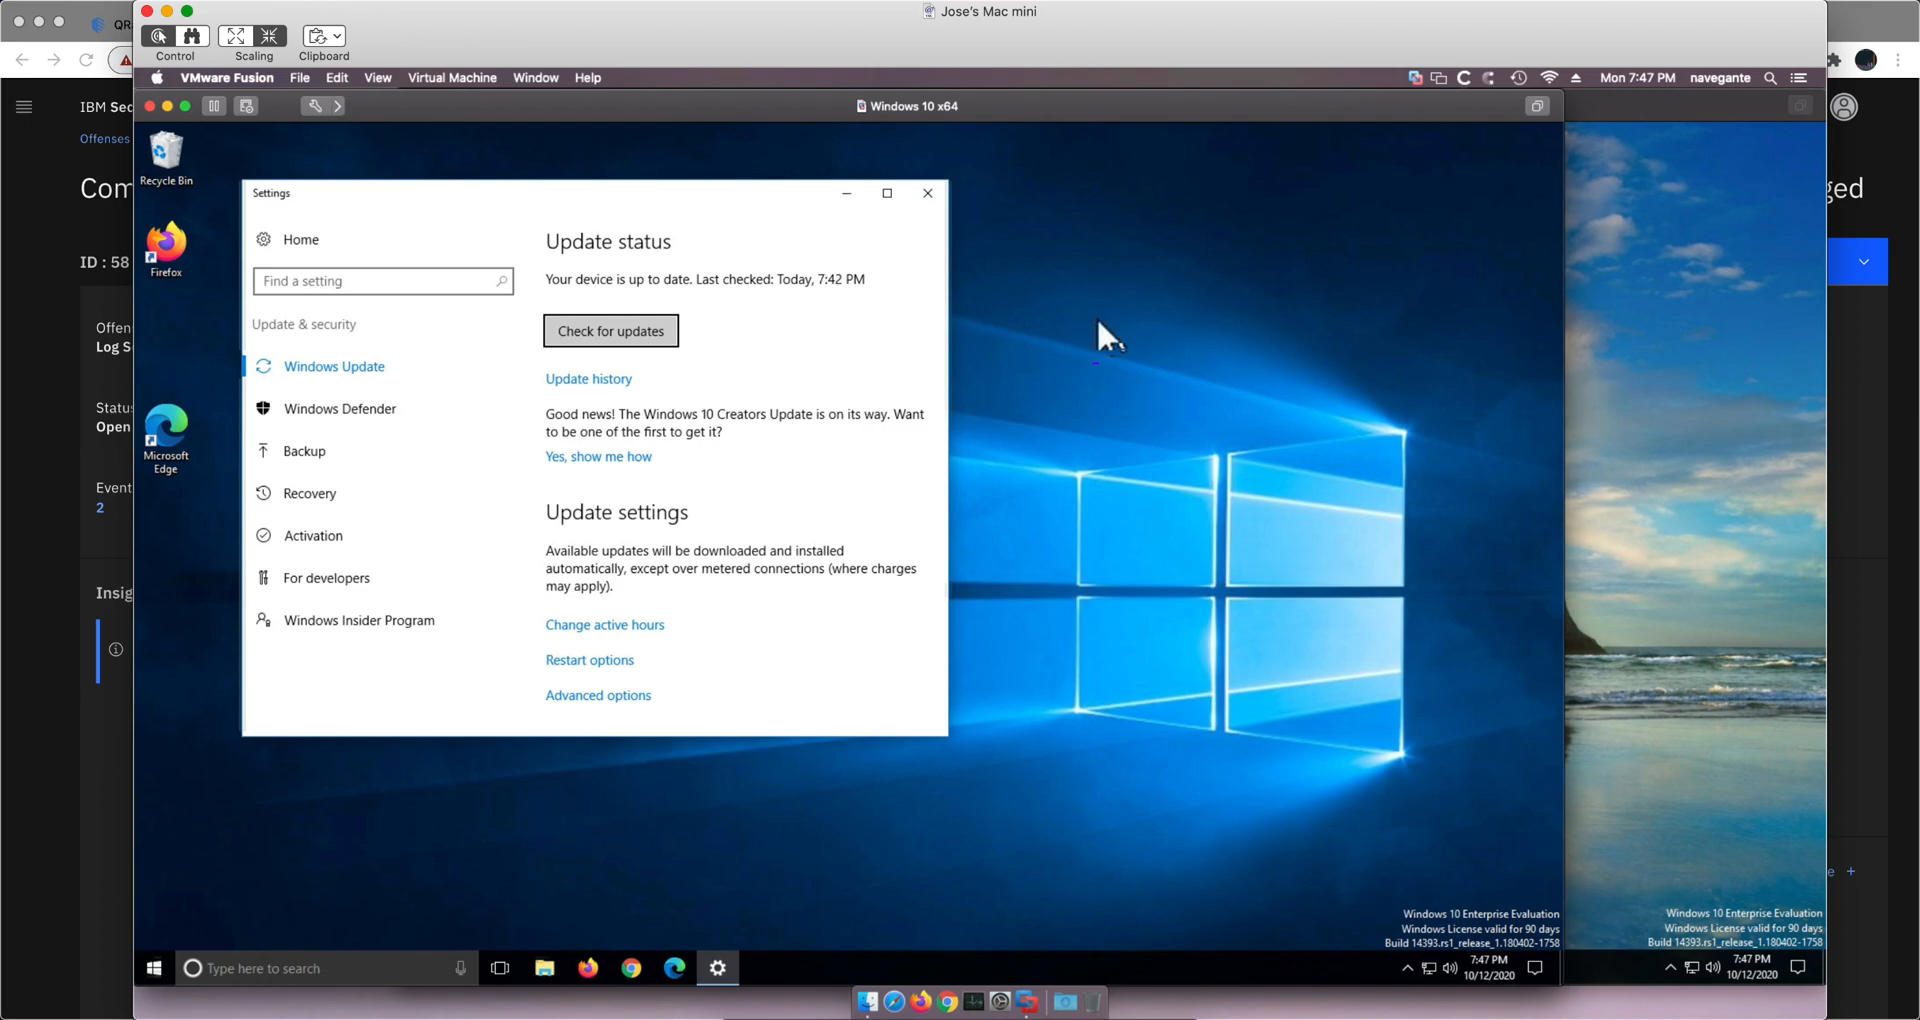 Jose's Mac mini
QR
Control
Scaling
Clipboard
VMware Fusion File Edit View Virtual Machine Window Help
Mon 7:47 PM navegante
Windows 10 x64
IBM Sec
Offenses
Com
ged
ID : 58
Offen
Log S
Status
Open
Event
2
Insig
e +
Recycle Bin
Firefox
Microsoft
Edge
Settings
Home
Find a setting
Update & security
Windows Update
Windows Defender
Backup
Recovery
Activation
For developers
Windows Insider Program
Update status
Your device is up to date. Last checked: Today, 7:42 PM
Check for updates
Update history
Good news! The Windows 10 Creators Update is on its way. Want
to be one of the first to get it?
Yes, show me how
Update settings
Available updates will be downloaded and installed
automatically, except over metered connections (where charges
may apply).
Change active hours
Restart options
Advanced options
Windows 10 Enterprise Evaluation
Windows License valid for 90 days
Build 14393.rs1_release_1.180402-1758
Windows 10 Enterprise Evaluation
Windows License valid for 90 days
Build 14393.rs1_release_1.180402-1758
Type here to search
7:47 PM
10/12/2020
7:47 PM
10/12/2020